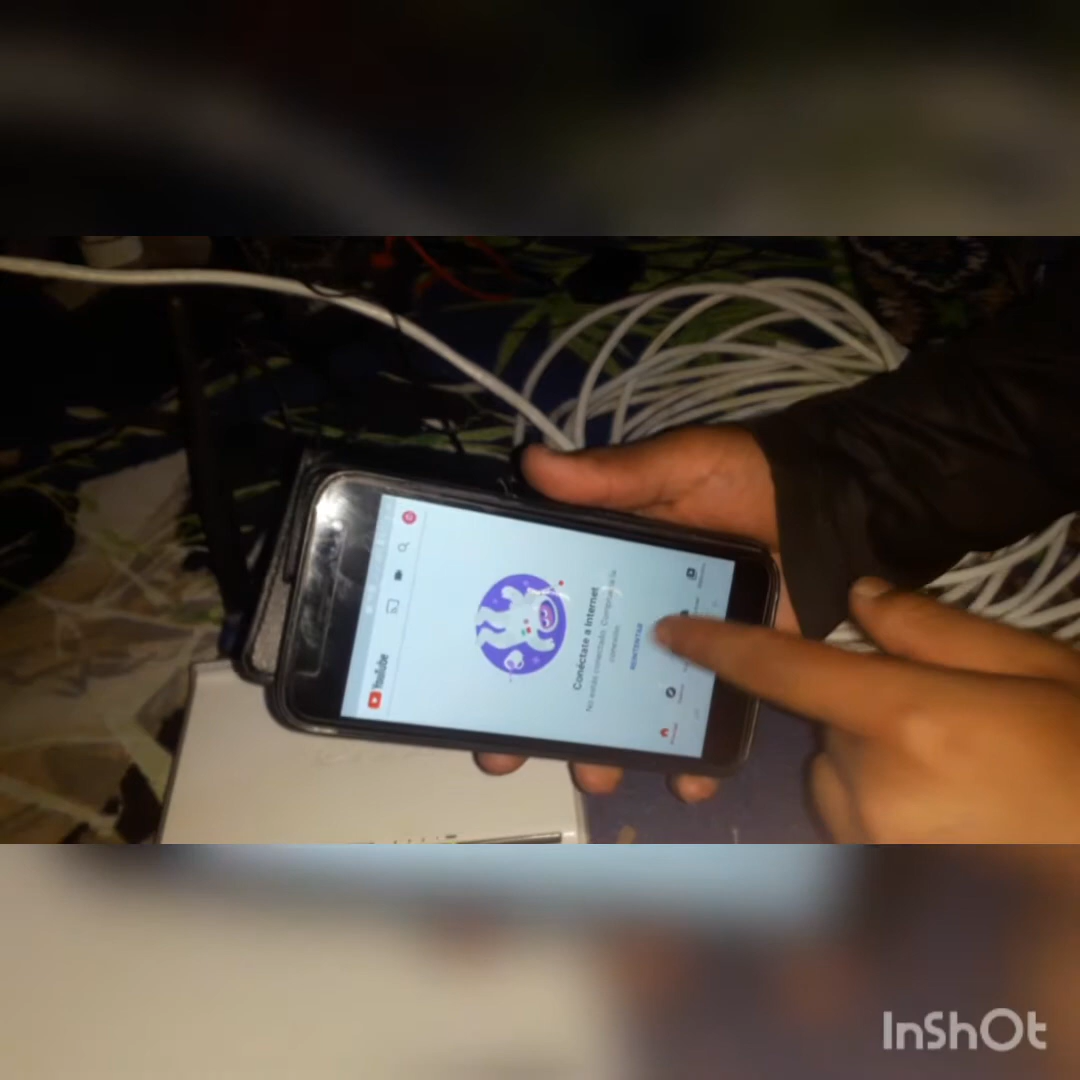 YouTube
Conéctate a Internet
No estás conectado. Comprueba la
conexión.
REINTENTAR
InShOt